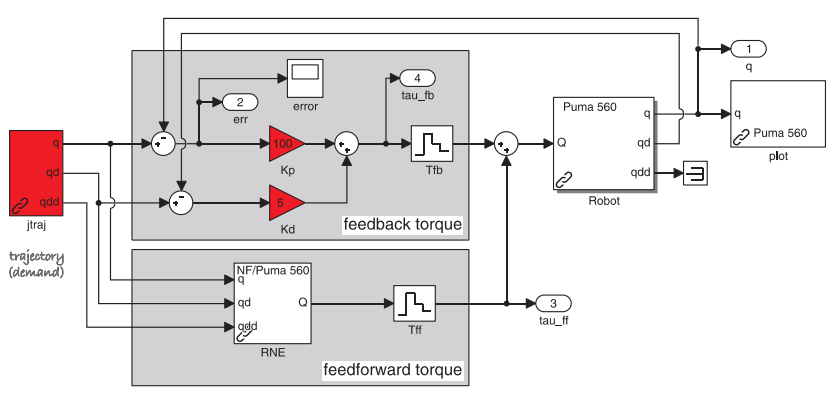 1
q
error
4
tau_fb
2
err
Puma 560
q
q
+
-
100
Kp
+
+
Tfb
+
+
Q
q
qd
qdd
Robot
Puma 560
plot
qd
qdd
jtraj
+
-
5
Kd
feedback torque
trajectory
(demand)
NF/Puma 560
q
qd
qdd
Q
RNE
Tff
3
tau_ff
feedforward torque